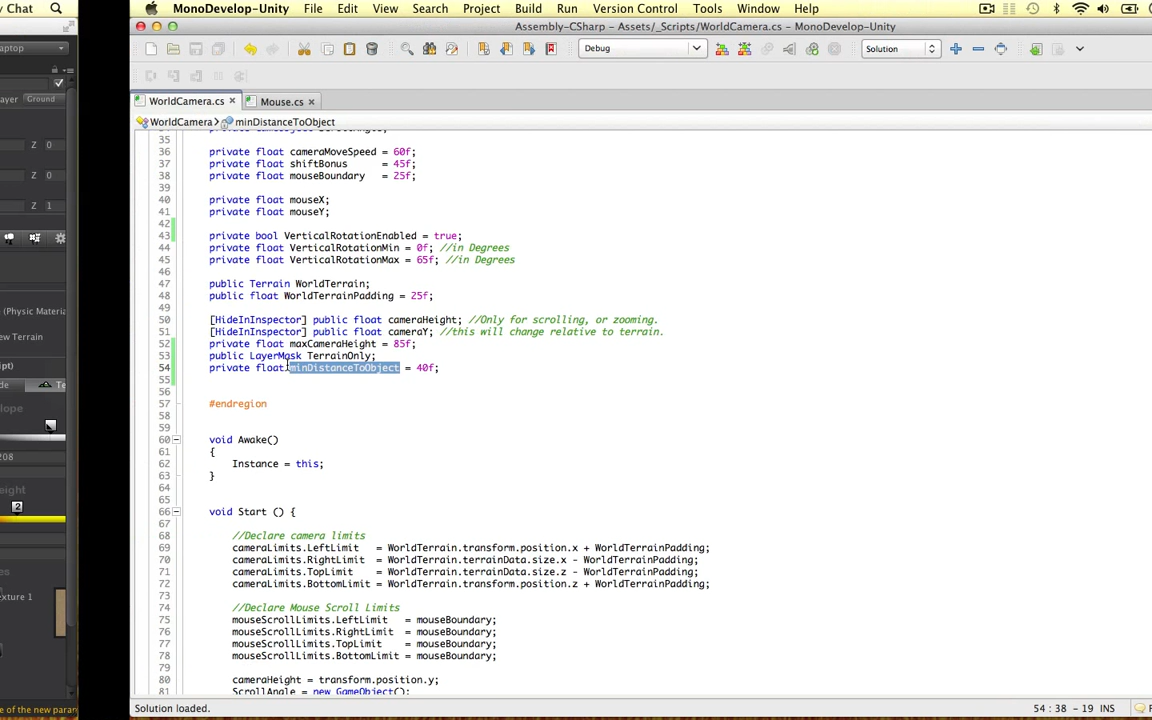 y Chat
MonoDevelop-Unity File Edit View Search Project Build Run Version Control Tools Window Help
Assembly-CSharp - Assets/_Scripts/WorldCamera.cs - MonoDevelop-Unity
Debug
Solution
WorldCamera.cs × Mouse.cs ×
WorldCamera > minDistanceToObject
35
36 private float cameraMoveSpeed = 60f;
37 private float shiftBonus = 45f;
38 private float mouseBoundary = 25f;
39
40 private float mouseX;
41 private float mouseY;
42
43 private bool VerticalRotationEnabled = true;
44 private float VerticalRotationMin = 0f; //in Degrees
45 private float VerticalRotationMax = 65f; //in Degrees
46
47 public Terrain WorldTerrain;
48 public float WorldTerrainPadding = 25f;
49
50 [HideInInspector] public float cameraHeight; //Only for scrolling, or zooming.
51 [HideInInspector] public float cameraY; //this will change relative to terrain.
52 private float maxCameraHeight = 85f;
53 public LayerMask TerrainOnly;
54 private float minDistanceToObject = 40f;
55
57 #endregion
58
59
60 void Awake()
61 {
62 Instance = this;
63 }
64
65
66 void Start () {
67
68 //Declare camera limits
69 cameraLimits.LeftLimit = WorldTerrain.transform.position.x + WorldTerrainPadding;
70 cameraLimits.RightLimit = WorldTerrain.terrainData.size.x - WorldTerrainPadding;
71 cameraLimits.TopLimit = WorldTerrain.terrainData.size.z - WorldTerrainPadding;
72 cameraLimits.BottomLimit = WorldTerrain.transform.position.z + WorldTerrainPadding;
73
74 //Declare Mouse Scroll Limits
75 mouseScrollLimits.LeftLimit = mouseBoundary;
76 mouseScrollLimits.RightLimit = mouseBoundary;
77 mouseScrollLimits.TopLimit = mouseBoundary;
78 mouseScrollLimits.BottomLimit = mouseBoundary;
79
80 cameraHeight = transform.position.y;
81 ScrollAngle = new GameObject();
Solution loaded.
54 : 38 - 19 INS
aptop
ayer Ground
Z 0
Z 0
Z 1
(Physic Materia
ew Terrain
ipt)
de Te
lope
208
eight
2
es
exture 1
e of the new parar